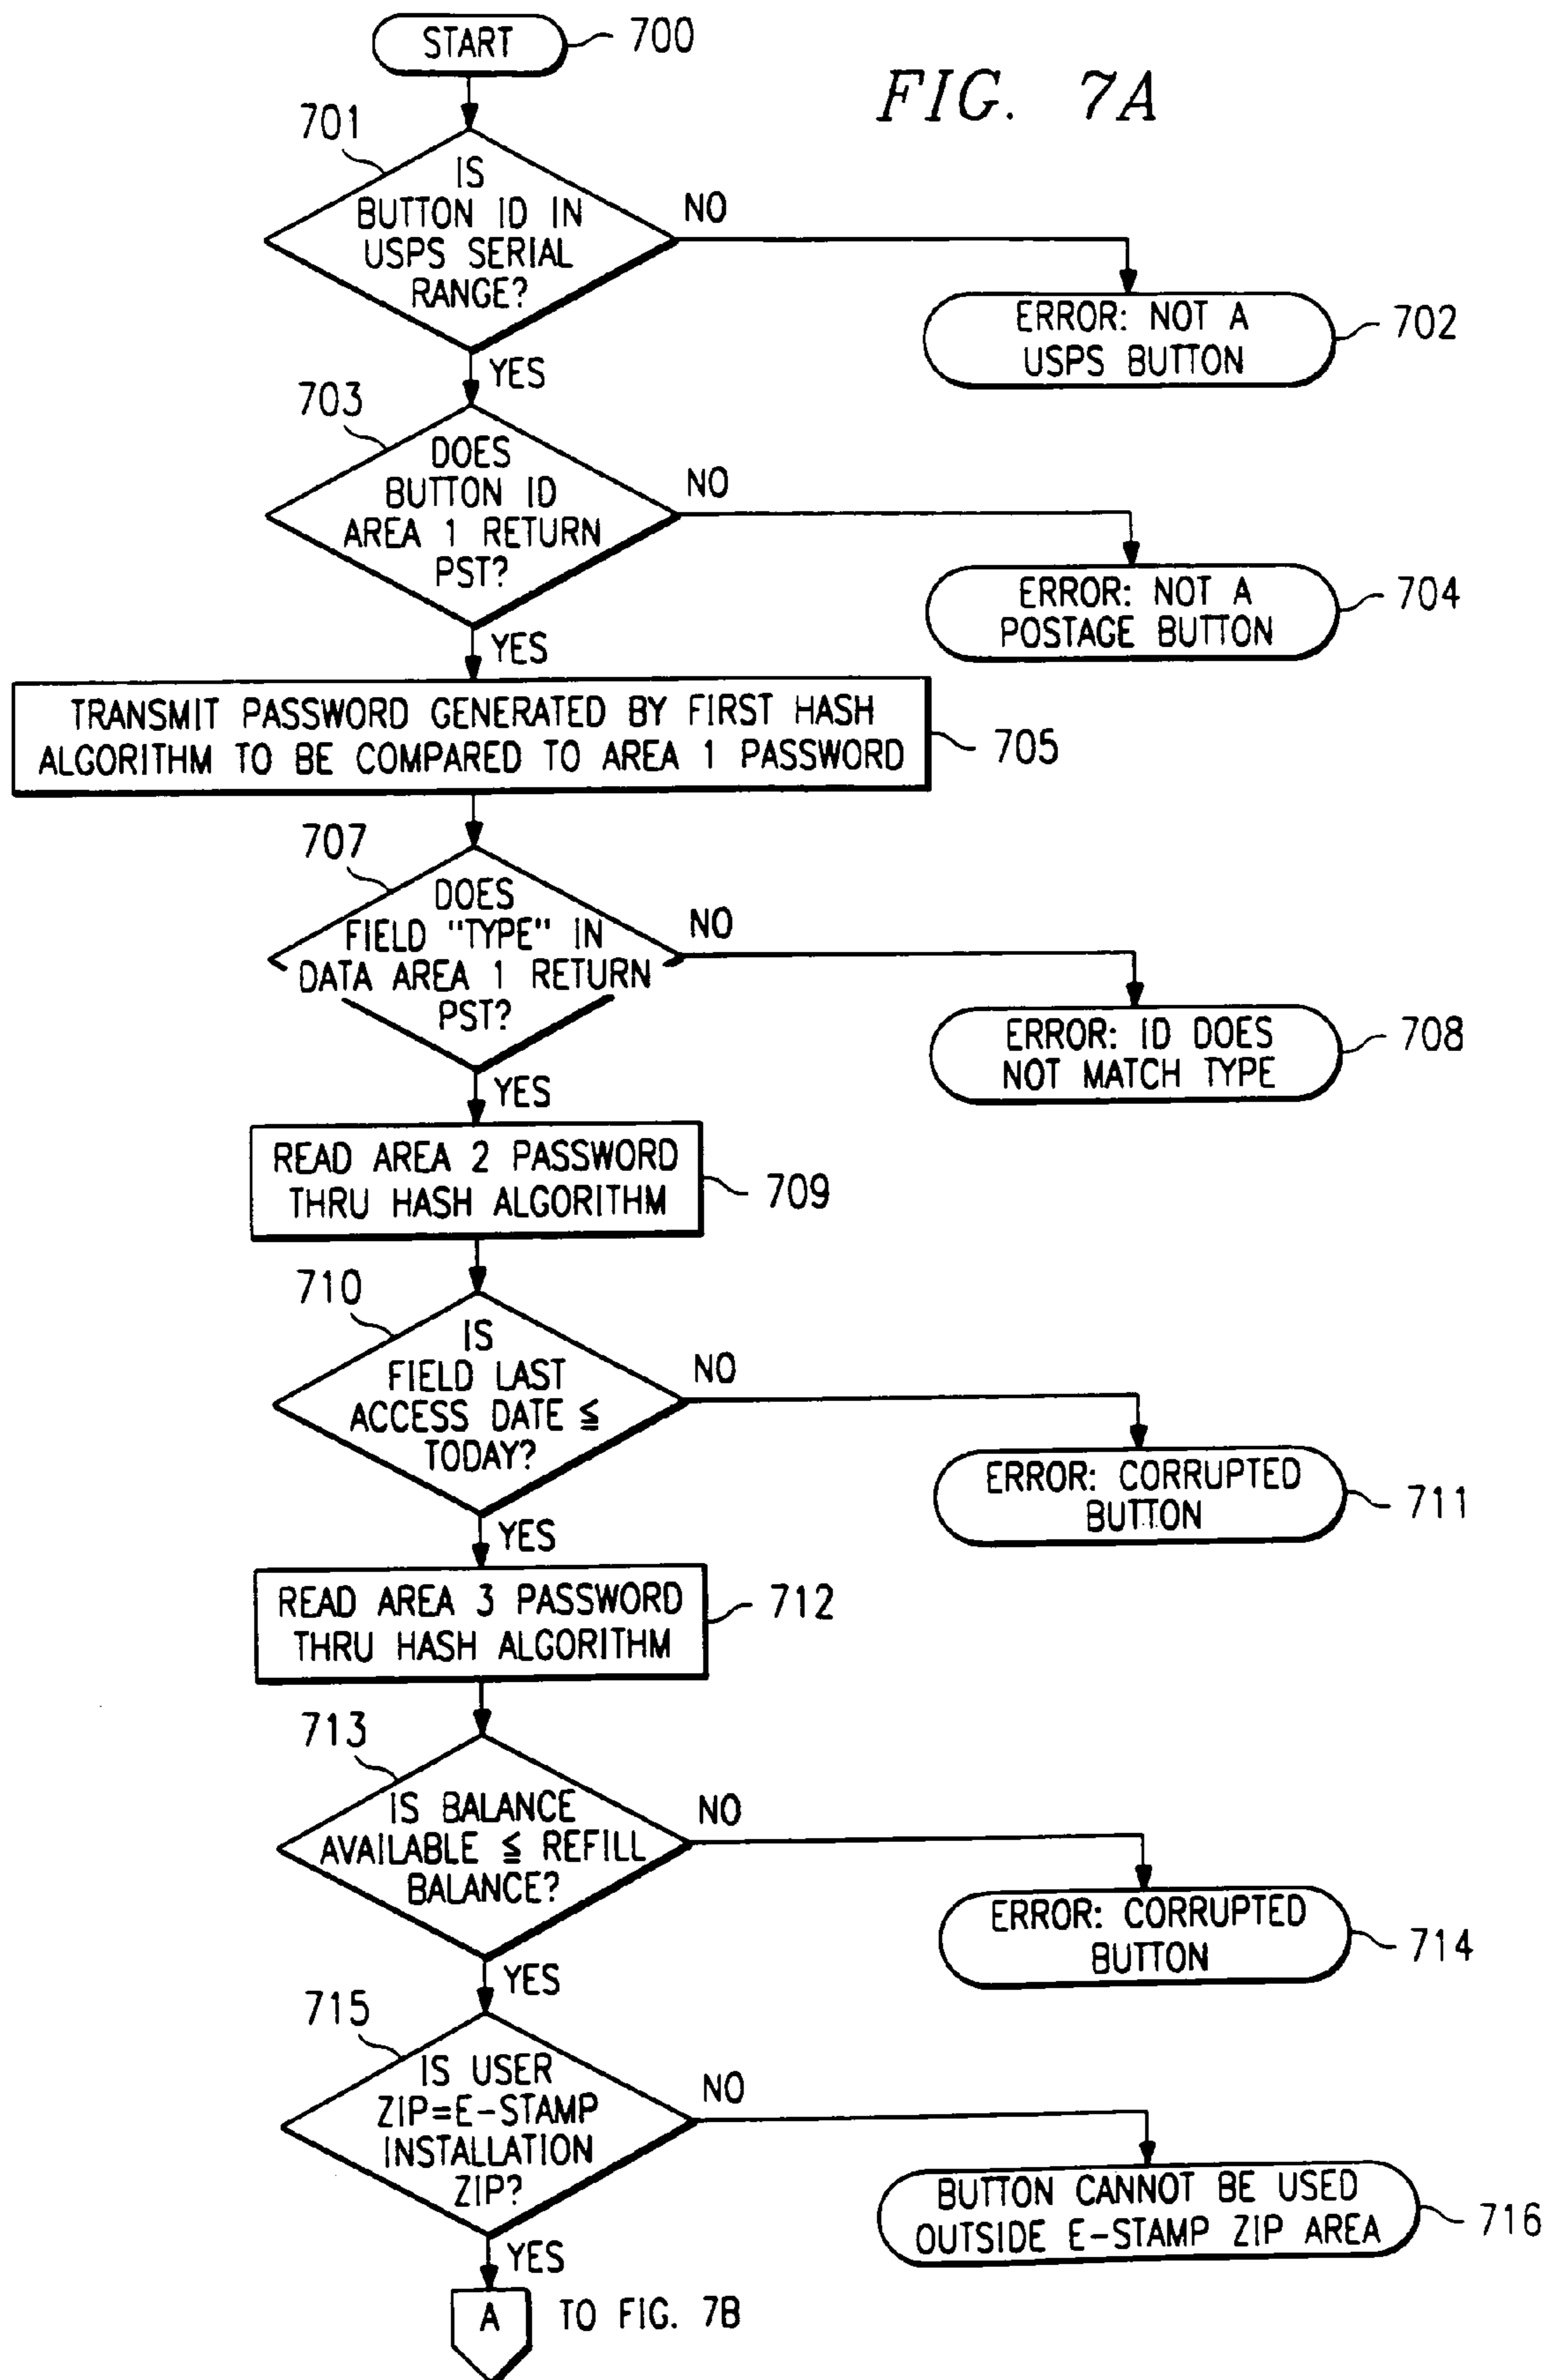 START
700
FIG. 7A
701
IS
BUTTON ID IN
USPS SERIAL
RANGE?
NO
ERROR: NOT A
USPS BUTTON
702
YES
703
DOES
BUTTON ID
AREA 1 RETURN
PST?
NO
ERROR: NOT A
POSTAGE BUTTON
704
YES
TRANSMIT PASSWORD GENERATED BY FIRST HASH
ALGORITHM TO BE COMPARED TO AREA 1 PASSWORD
705
707
DOES
FIELD "TYPE" IN
DATA AREA 1 RETURN
PST?
NO
ERROR: ID DOES
NOT MATCH TYPE
708
YES
READ AREA 2 PASSWORD
THRU HASH ALGORITHM
709
710
IS
FIELD LAST
ACCESS DATE ≦
TODAY?
NO
ERROR: CORRUPTED
BUTTON
711
YES
READ AREA 3 PASSWORD
THRU HASH ALGORITHM
712
713
IS BALANCE
AVAILABLE ≦ REFILL
BALANCE?
NO
ERROR: CORRUPTED
BUTTON
714
YES
715
IS USER
ZIP=E-STAMP
INSTALLATION
ZIP?
NO
BUTTON CANNOT BE USED
OUTSIDE E-STAMP ZIP AREA
716
YES
A
TO FIG. 7B